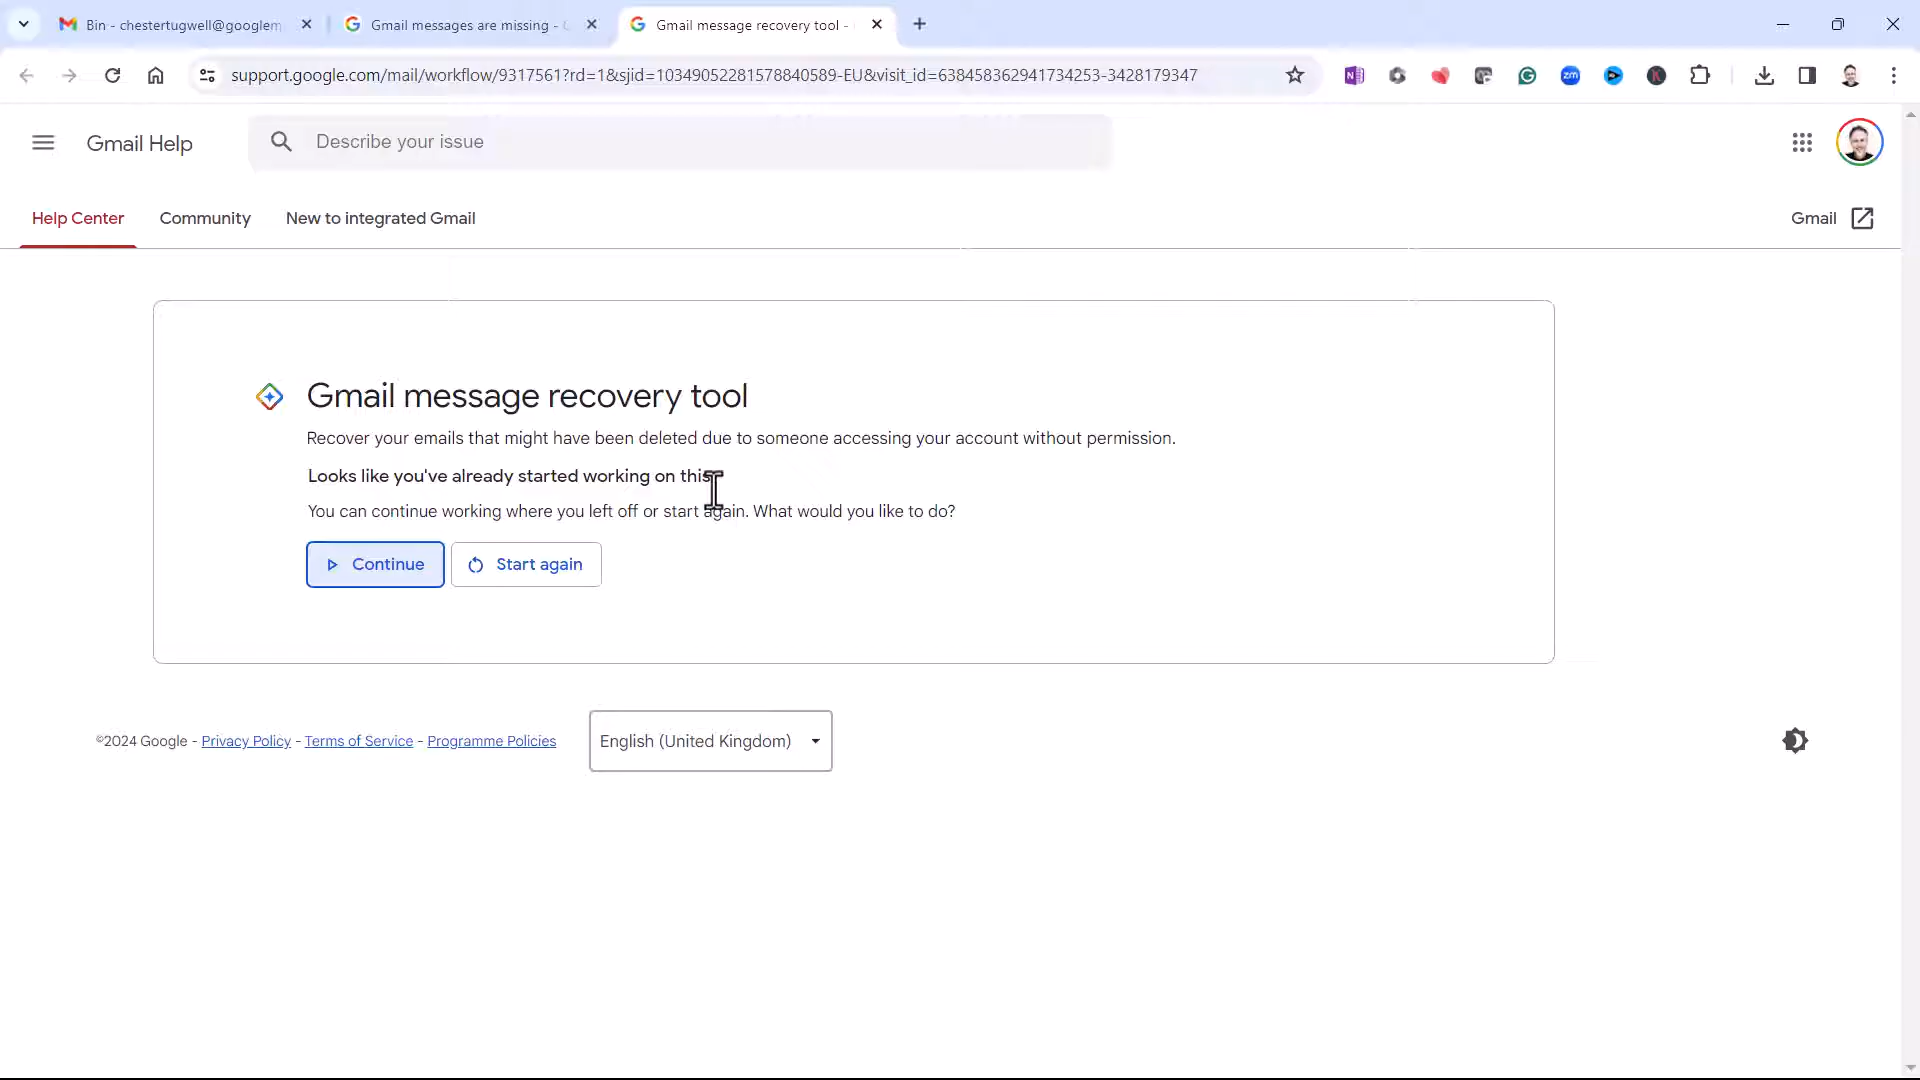 Bin - chestertugwell@googlem
Gmail messages are missing -
Gmail message recovery tool -
support.google.com/mail/workflow/9317561?rd=1&sjid=10349052281578840589-EU&visit_id=638458362941734253-3428179347
Gmail Help
Describe your issue
Help Center
Community
New to integrated Gmail
Gmail
Gmail message recovery tool
Recover your emails that might have been deleted due to someone accessing your account without permission.
Looks like you've already started working on this
You can continue working where you left off or start again. What would you like to do?
Continue
Start again
©2024 Google - Privacy Policy - Terms of Service - Programme Policies
English (United Kingdom)